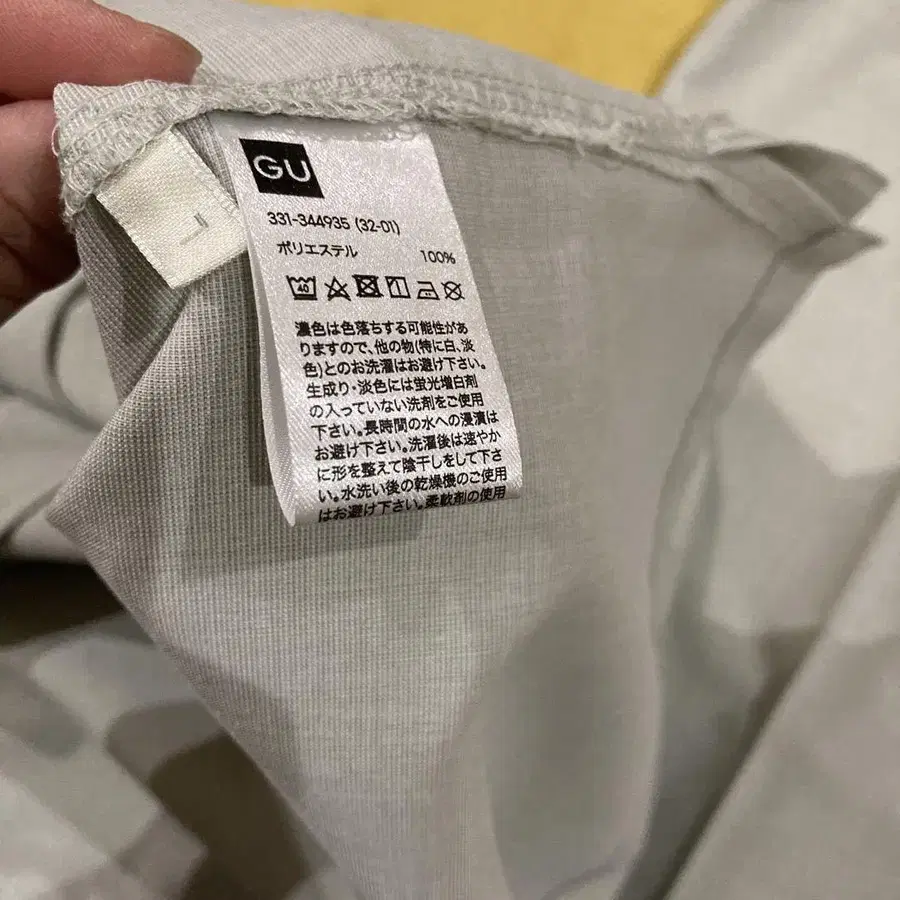 GU
331-344935 (32-01)
ポリエステル 100%
40
濃色は色落ちする可能性があ
りますので、他の物(特に白、淡
色)とのお洗濯はお避け下さい。
生成り・淡色には蛍光増白剤
の入っていない洗剤をご使用
下さい。長時間の水への浸漬は
お避け下さい。洗濯後は速やか
に形を整えて陰干しをして下さ
い。水洗い後の乾燥機のご使用
はお避け下さい。柔軟剤の使用
L